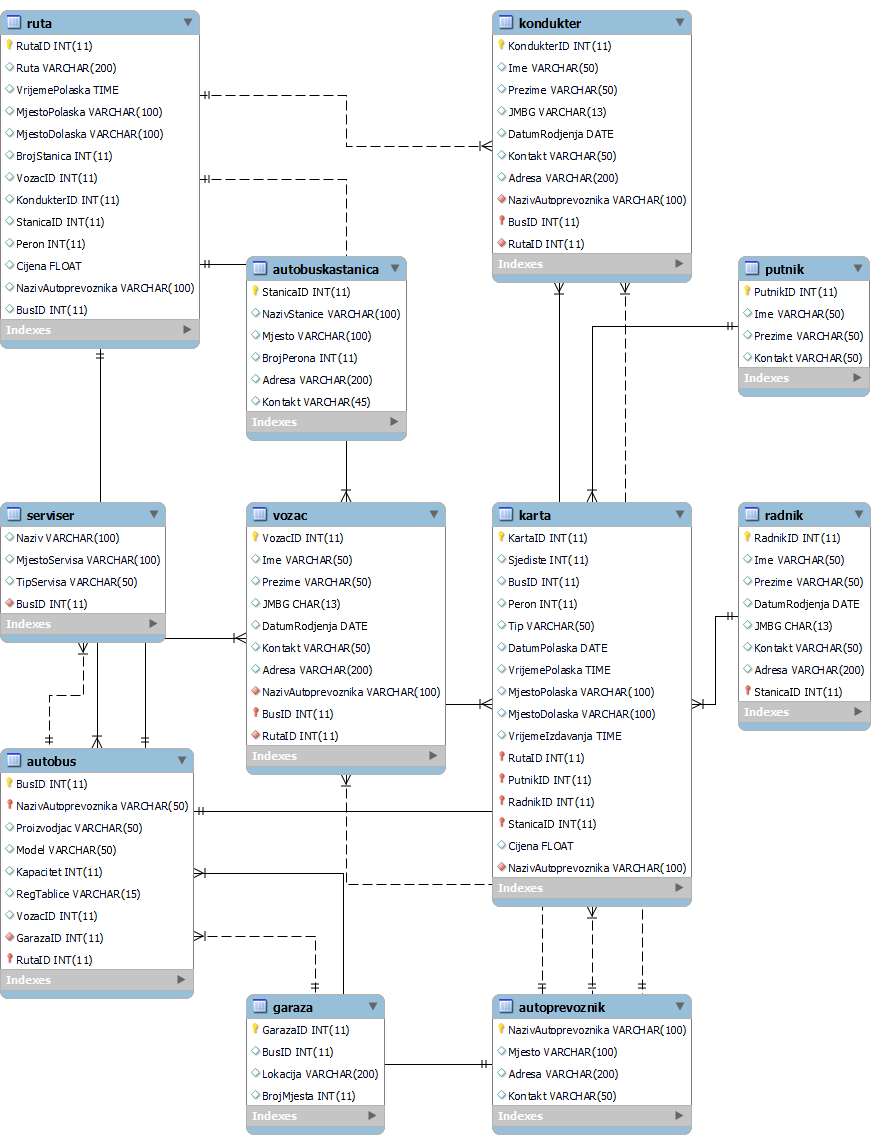 ruta
RutaID INT(11)
Ruta VARCHAR(200)
VrijemePolaska TIME
MjestoPolaska VARCHAR(100)
MjestoDolaska VARCHAR(100)
BrojStanica INT(11)
VozacID INT(11)
KondukterID INT(11)
StanicaID INT(11)
Peron INT(11)
Cijena FLOAT
NazivAutoprevoznika VARCHAR(100)
BusID INT(11)
Indexes
kondukter
KondukterID INT(11)
Ime VARCHAR(50)
Prezime VARCHAR(50)
JMBG VARCHAR(13)
DatumRodjenja DATE
Kontakt VARCHAR(50)
Adresa VARCHAR(200)
NazivAutoprevoznika VARCHAR(100)
BusID INT(11)
RutaID INT(11)
Indexes
autobuskastanica
StanicaID INT(11)
NazivStanice VARCHAR(100)
Mjesto VARCHAR(100)
BrojPerona INT(11)
Adresa VARCHAR(200)
Kontakt VARCHAR(45)
Indexes
putnik
PutnikID INT(11)
Ime VARCHAR(50)
Prezime VARCHAR(50)
Kontakt VARCHAR(50)
Indexes
serviser
Naziv VARCHAR(100)
MjestoServisa VARCHAR(100)
TipServisa VARCHAR(50)
BusID INT(11)
Indexes
vozac
VozacID INT(11)
Ime VARCHAR(50)
Prezime VARCHAR(50)
JMBG CHAR(13)
DatumRodjenja DATE
Kontakt VARCHAR(50)
Adresa VARCHAR(200)
NazivAutoprevoznika VARCHAR(100)
BusID INT(11)
RutaID INT(11)
Indexes
karta
KartaID INT(11)
Sjediste INT(11)
BusID INT(11)
Peron INT(11)
Tip VARCHAR(50)
DatumPolaska DATE
VrijemePolaska TIME
MjestoPolaska VARCHAR(100)
MjestoDolaska VARCHAR(100)
VrijemeIzdavanja TIME
RutaID INT(11)
PutnikID INT(11)
RadnikID INT(11)
StanicaID INT(11)
Cijena FLOAT
NazivAutoprevoznika VARCHAR(100)
Indexes
radnik
RadnikID INT(11)
Ime VARCHAR(50)
Prezime VARCHAR(50)
DatumRodjenja DATE
JMBG CHAR(13)
Kontakt VARCHAR(50)
Adresa VARCHAR(200)
StanicaID INT(11)
Indexes
autobus
BusID INT(11)
NazivAutoprevoznika VARCHAR(50)
Proizvodjac VARCHAR(50)
Model VARCHAR(50)
Kapacitet INT(11)
RegTablice VARCHAR(15)
VozacID INT(11)
GarazaID INT(11)
RutaID INT(11)
Indexes
garaza
GarazaID INT(11)
BusID INT(11)
Lokacija VARCHAR(200)
BrojMjesta INT(11)
Indexes
autoprevoznik
NazivAutoprevoznika VARCHAR(100)
Mjesto VARCHAR(100)
Adresa VARCHAR(200)
Kontakt VARCHAR(50)
Indexes